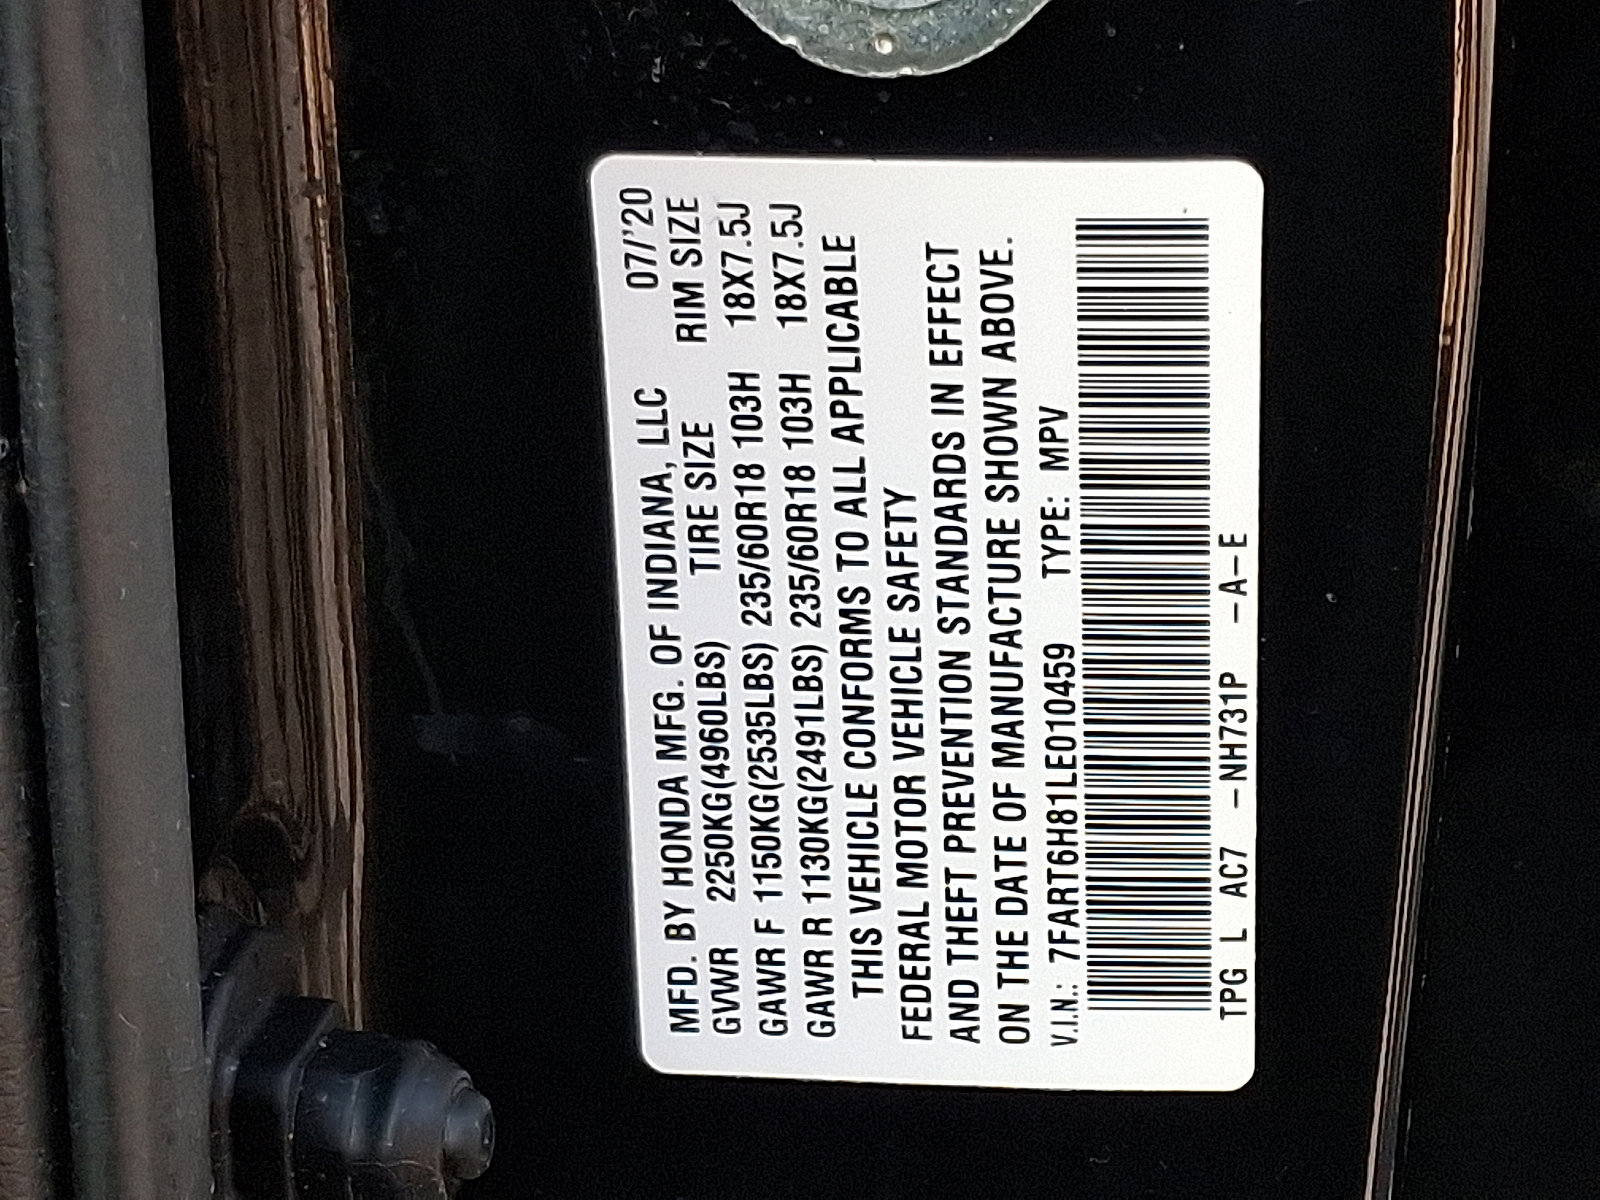 MFD. BY HONDA MFG. OF INDIANA, LLC 07/'20
GVWR 2250KG(4960LBS) TIRE SIZE RIM SIZE
GAWR F 1150KG(2535LBS) 235/60R18 103H 18X7.5J
GAWR R 1130KG(2491LBS) 235/60R18 103H 18X7.5J
THIS VEHICLE CONFORMS TO ALL APPLICABLE
FEDERAL MOTOR VEHICLE SAFETY
AND THEFT PREVENTION STANDARDS IN EFFECT
ON THE DATE OF MANUFACTURE SHOWN ABOVE.
V.I.N.: 7FART6H81LE010459 TYPE: MPV
TPG L AC7 -NH731P -A-E